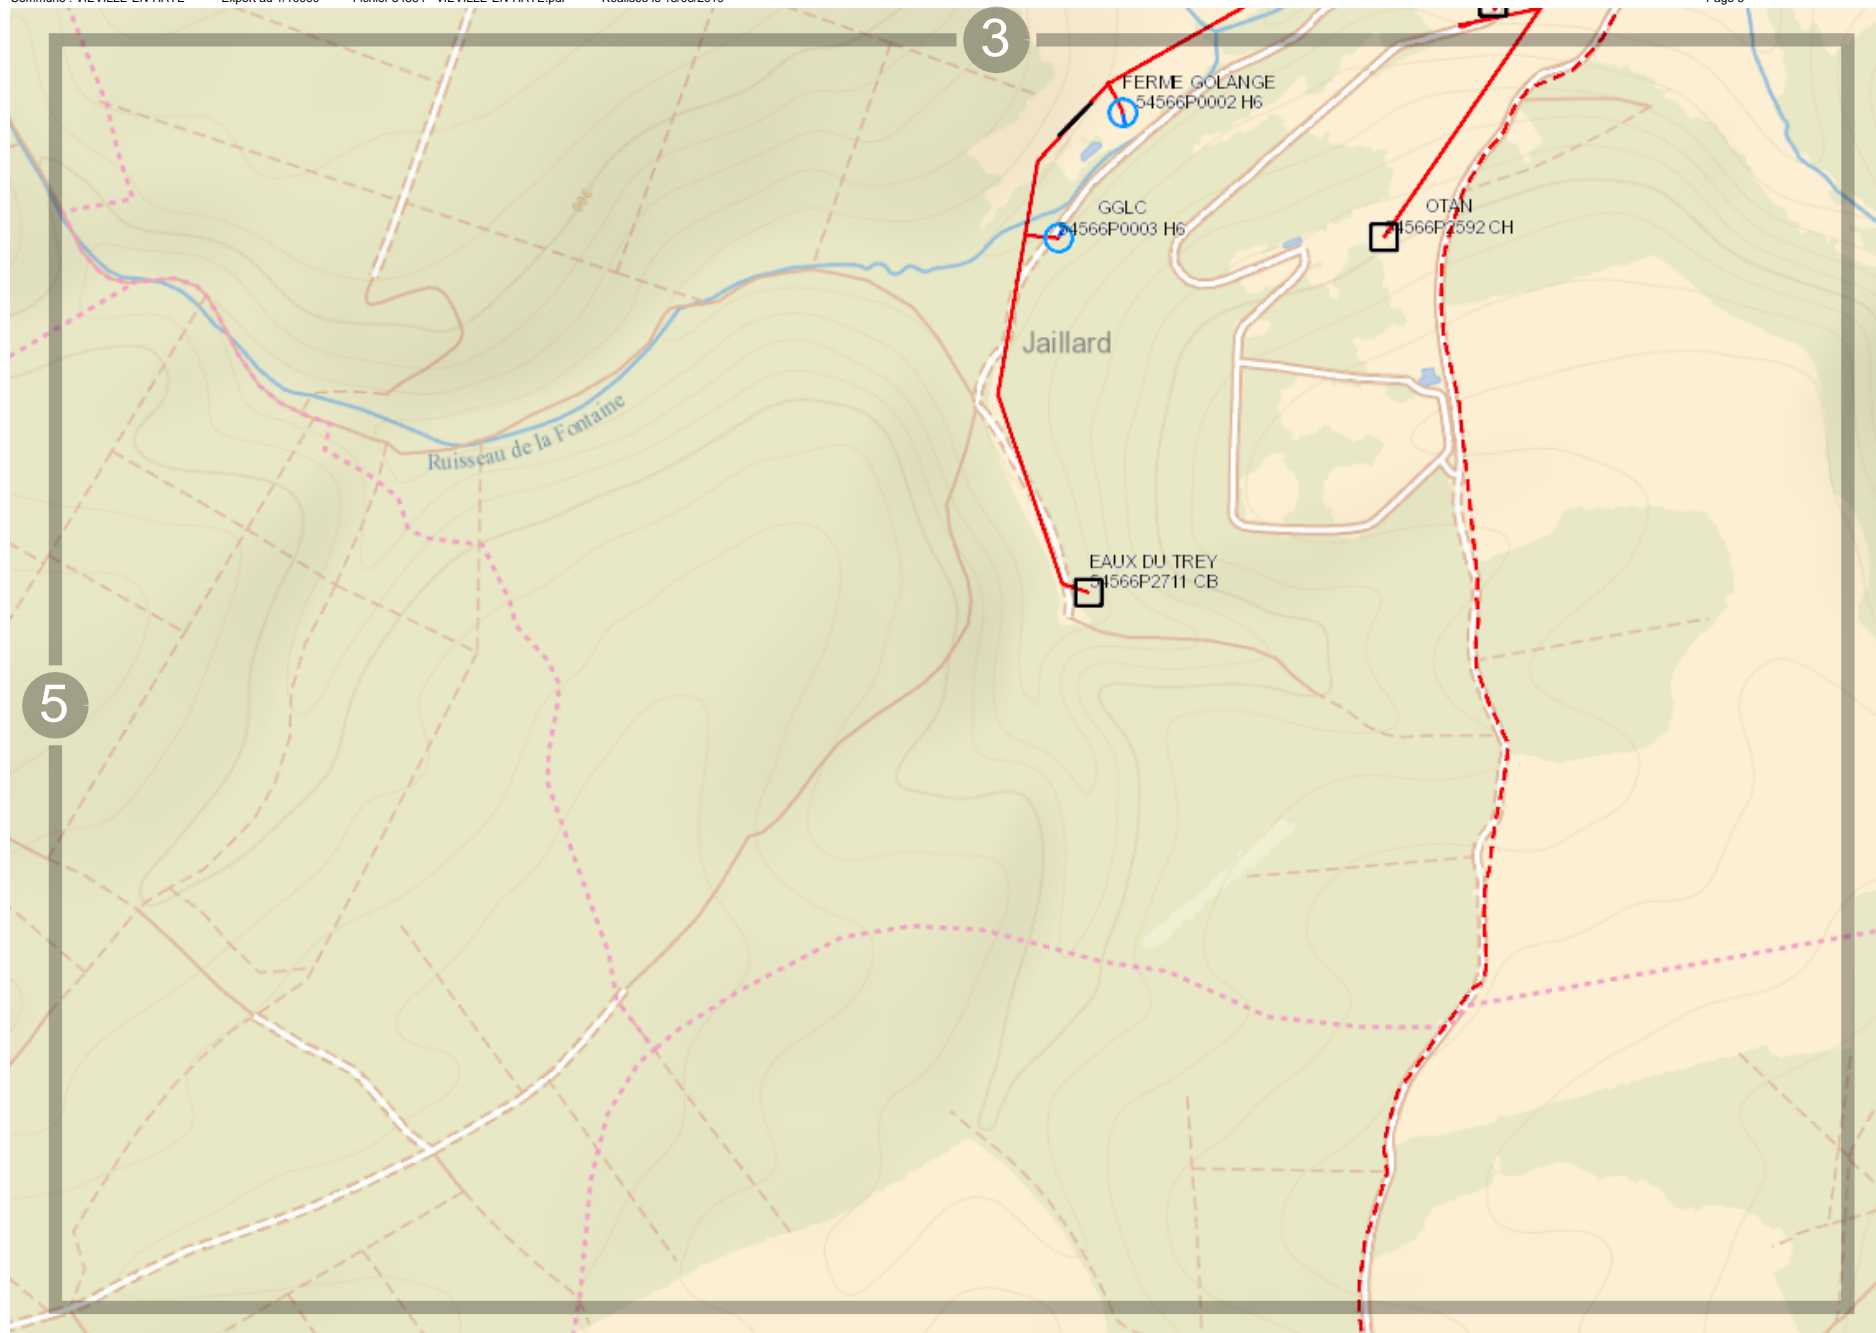 3
FERME GOLANGE
54566P0002 H6
GGLC
54566P0003 H6
OTAN
54566P2592 CH
300
Jaillard
Ruisseau de la Fontaine
EAUX DU TREY
54566P2711 CB
5